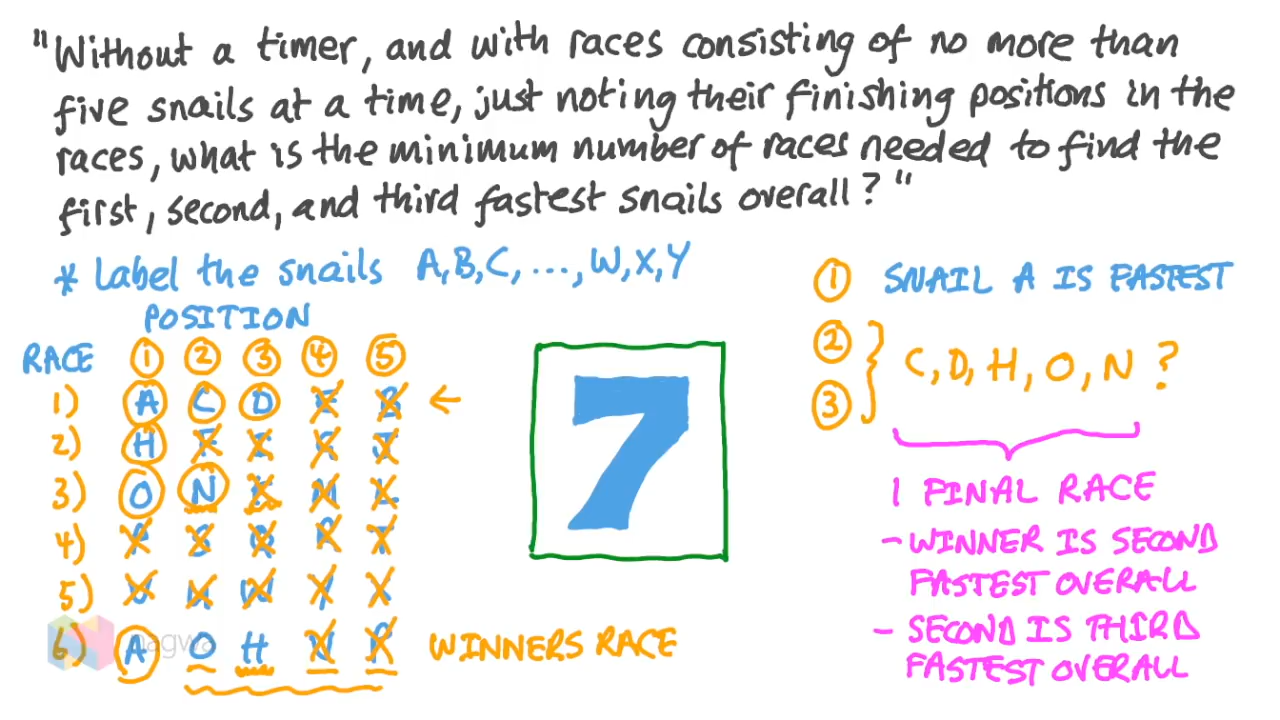 "Without a timer, and with races consisting of no more than
five snails at a time, just noting their finishing positions in the
races, what is the minimum number of races needed to find the
first, second, and third fastest snails overall?"
* Label the snails A, B, C, ..., W, X, Y
POSITION
RACE 1 2 3 4 5
1) A C D E B ←
2) H J
3) O N K M L
4) P S Q R T
5)
6) A O H
WINNERS RACE
7
1 SNAIL A IS FASTEST
2
3 } C, D, H, O, N ?
1 FINAL RACE
- WINNER IS SECOND
FASTEST OVERALL
- SECOND IS THIRD
FASTEST OVERALL